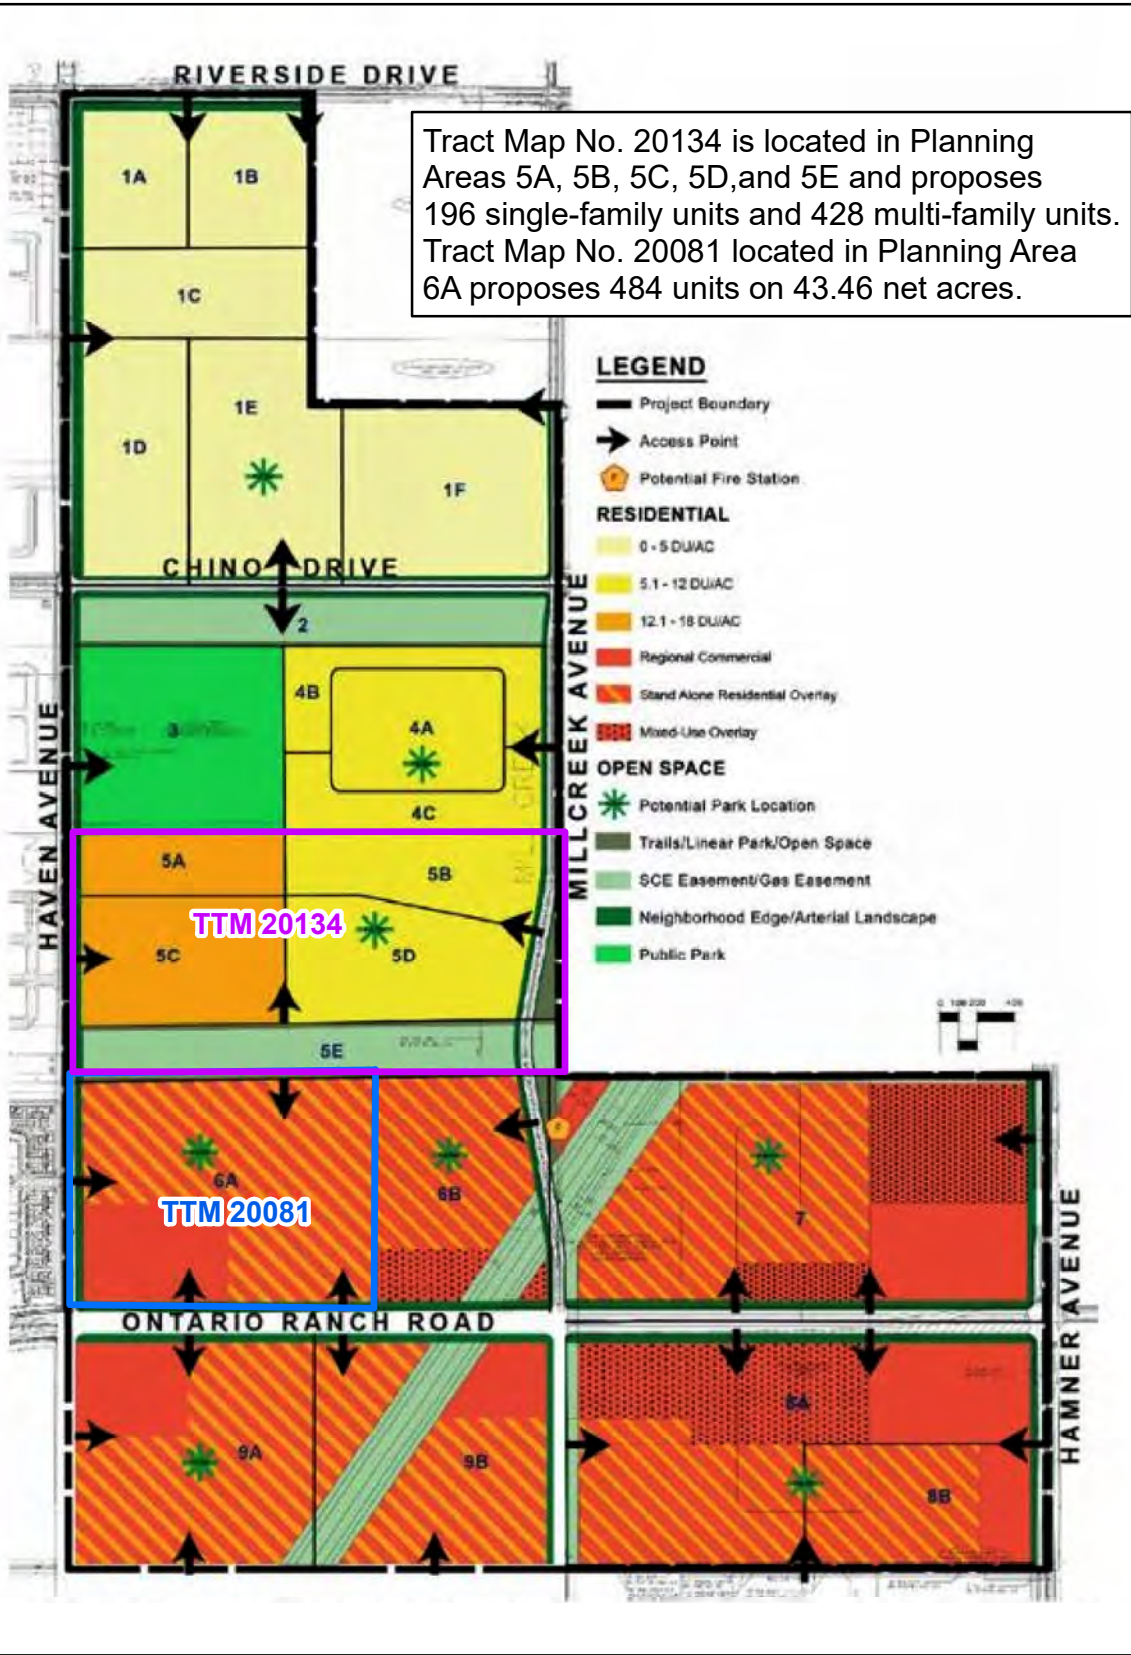 RIVERSIDE DRIVE
Tract Map No. 20134 is located in Planning
Areas 5A, 5B, 5C, 5D,and 5E and proposes
196 single-family units and 428 multi-family units.
Tract Map No. 20081 located in Planning Area
6A proposes 484 units on 43.46 net acres.
1A
1B
1C
1D
1E
1F
LEGEND
Project Boundary
Access Point
Potential Fire Station
RESIDENTIAL
0 - 5 DU/AC
5.1 - 12 DU/AC
12.1 - 18 DU/AC
Regional Commercial
Stand Alone Residential Overlay
Mixed-Use Overlay
OPEN SPACE
Potential Park Location
Trails/Linear Park/Open Space
SCE Easement/Gas Easement
Neighborhood Edge/Arterial Landscape
Public Park
CHINO DRIVE
HAVEN AVENUE
MILLCREEK AVENUE
2
3
4B
4A
4C
5A
5B
TTM 20134
5C
5D
5E
6A
TTM 20081
6B
7
ONTARIO RANCH ROAD
HAMNER AVENUE
9A
9B
8A
8B